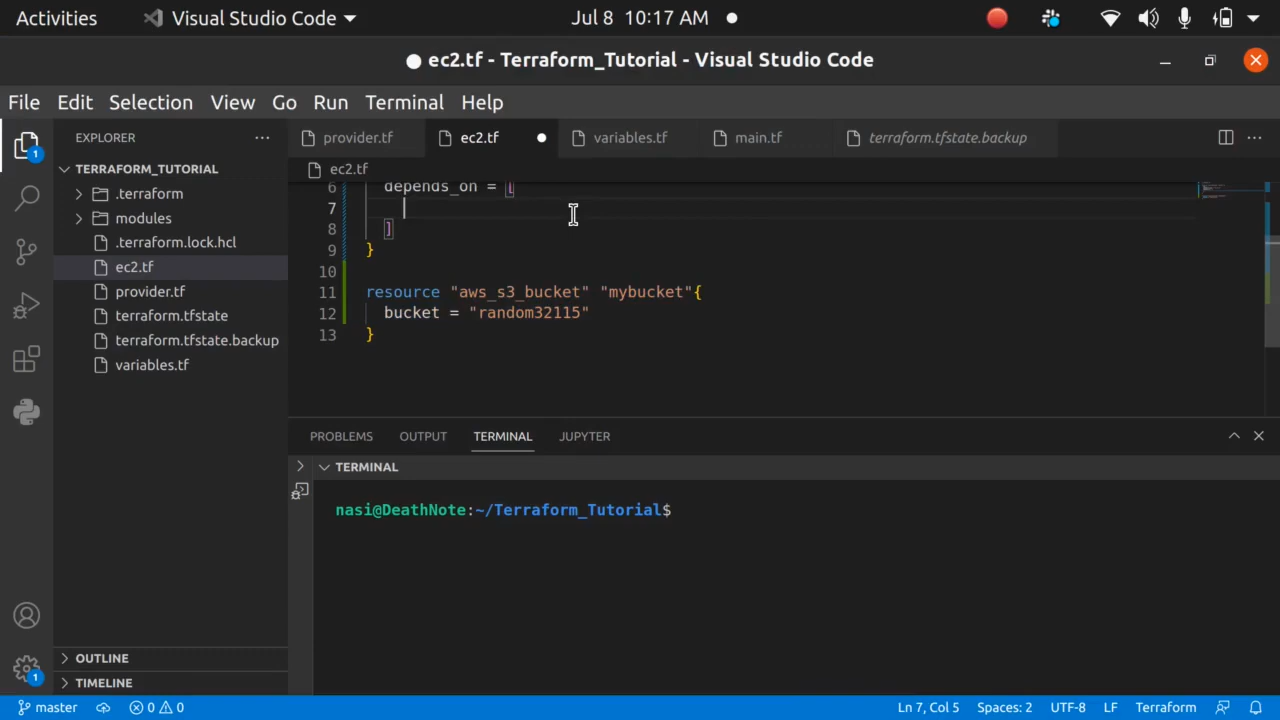 Activities Visual Studio Code Jul 8 10:17 AM
ec2.tf - Terraform_Tutorial - Visual Studio Code
File Edit Selection View Go Run Terminal Help
EXPLORER provider.tf ec2.tf variables.tf main.tf terraform.tfstate.backup
TERRAFORM_TUTORIAL
.terraform
modules
.terraform.lock.hcl
ec2.tf
provider.tf
terraform.tfstate
terraform.tfstate.backup
variables.tf
ec2.tf
6 depends_on = [
7
8 ]
9 }
10
11 resource "aws_s3_bucket" "mybucket"{
12 bucket = "random32115"
13 }
PROBLEMS OUTPUT TERMINAL JUPYTER
TERMINAL
nasi@DeathNote:~/Terraform_Tutorial$
OUTLINE
TIMELINE
1
1
master 0 0 Ln 7, Col 5 Spaces: 2 UTF-8 LF Terraform